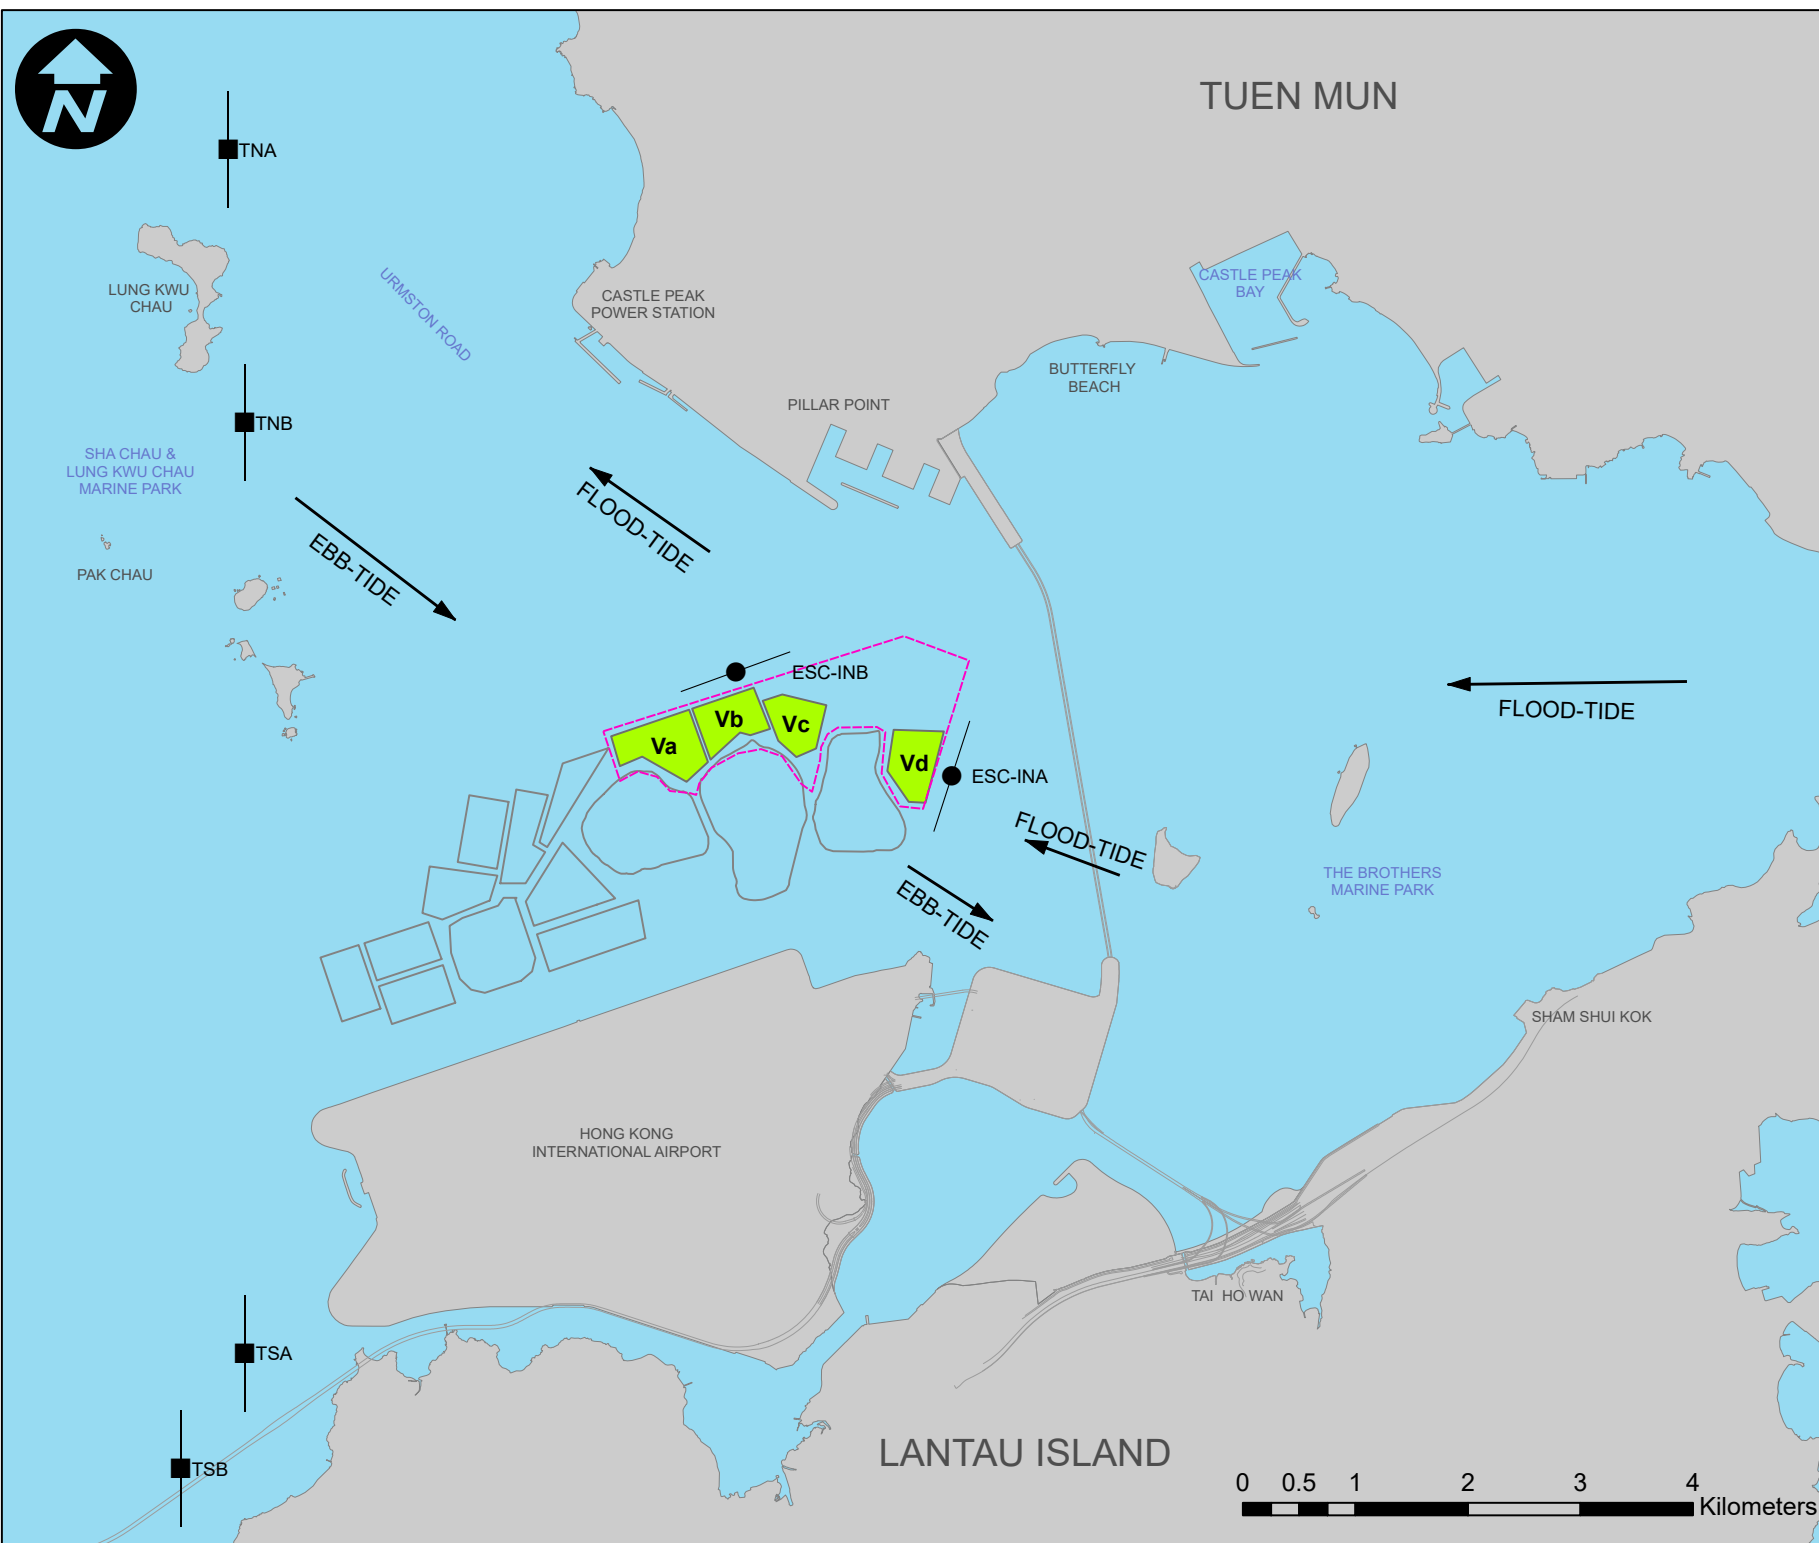 N
TUEN MUN
TNA
LUNG KWU
CHAU
URMSTON ROAD
CASTLE PEAK
POWER STATION
CASTLE PEAK
BAY
BUTTERFLY
BEACH
PILLAR POINT
TNB
SHA CHAU &
LUNG KWU CHAU
MARINE PARK
FLOOD-TIDE
EBB-TIDE
PAK CHAU
ESC-INB
FLOOD-TIDE
Va
Vb
Vc
Vd
ESC-INA
FLOOD-TIDE
EBB-TIDE
THE BROTHERS
MARINE PARK
SHAM SHUI KOK
HONG KONG
INTERNATIONAL AIRPORT
TAI HO WAN
TSA
TSB
LANTAU ISLAND
0 0.5 1 2 3 4
Kilometers